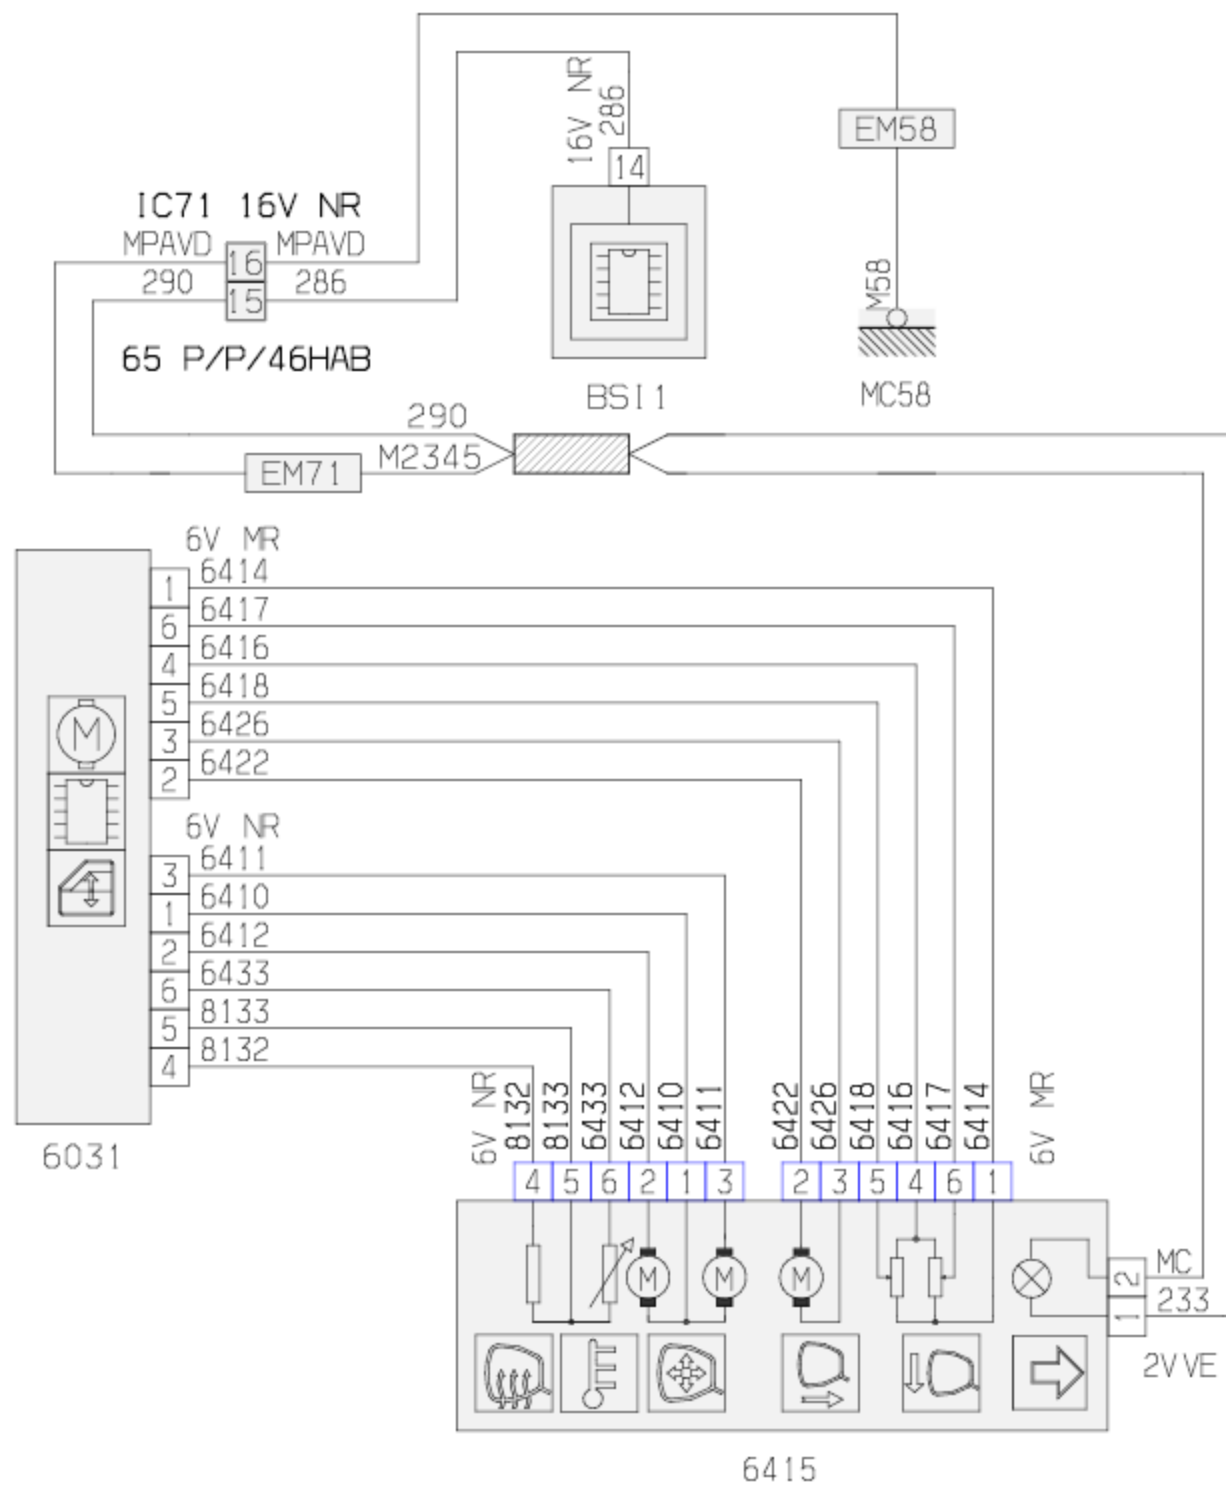 16V NR
286
14
EM58
IC71 16V NR
MPAVD 16 MPAVD
290 15 286
65 P/P/46HAB
M58
BSI1
MC58
290
M2345
EM71
6V MR
1 6414
6 6417
4 6416
5 6418
3 6426
2 6422
M
6V NR
3 6411
1 6410
2 6412
6 6433
5 8133
4 8132
6031
6V NR
8132
8133
6433
6412
6410
6411
6422
6426
6418
6416
6417
6414
6V MR
4 5 6 2 1 3 2 3 5 4 6 1
M M M
2 MC
1 233
2V VE
6415